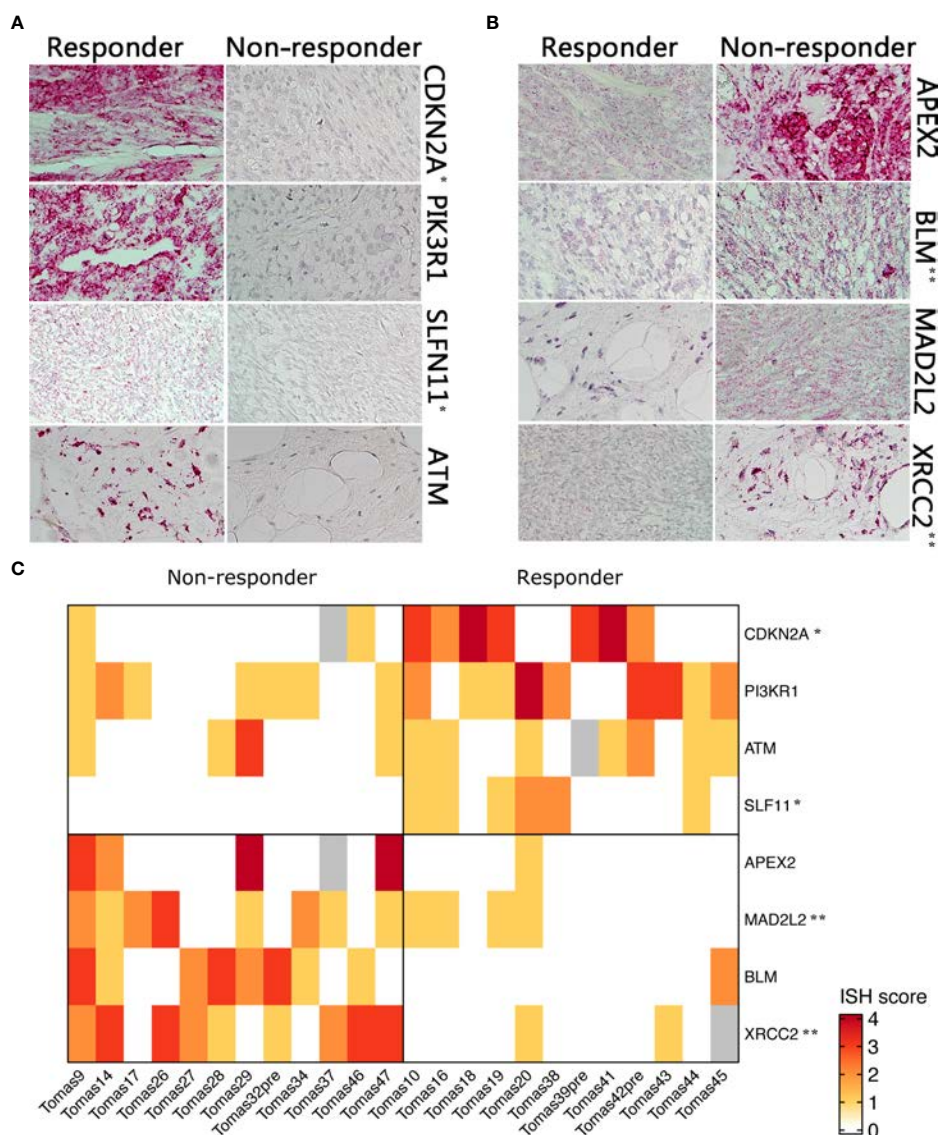 A
Responder Non-responder
CDKN2A*
PIK3R1
SLFN11*
ATM
B
Responder Non-responder
APEX2
BLM**
MAD2L2
XRCC2**
C
Non-responder Responder
CDKN2A *
PI3KR1
ATM
SLF11 *
APEX2
MAD2L2 **
BLM
XRCC2 **
Tomas9 Tomas14 Tomas17 Tomas26 Tomas27 Tomas28 Tomas29 Tomas32pre Tomas34 Tomas37 Tomas46 Tomas47 Tomas10 Tomas16 Tomas18 Tomas19 Tomas20 Tomas38 Tomas39pre Tomas41 Tomas42pre Tomas43 Tomas44 Tomas45
ISH score
4
3
2
1
0